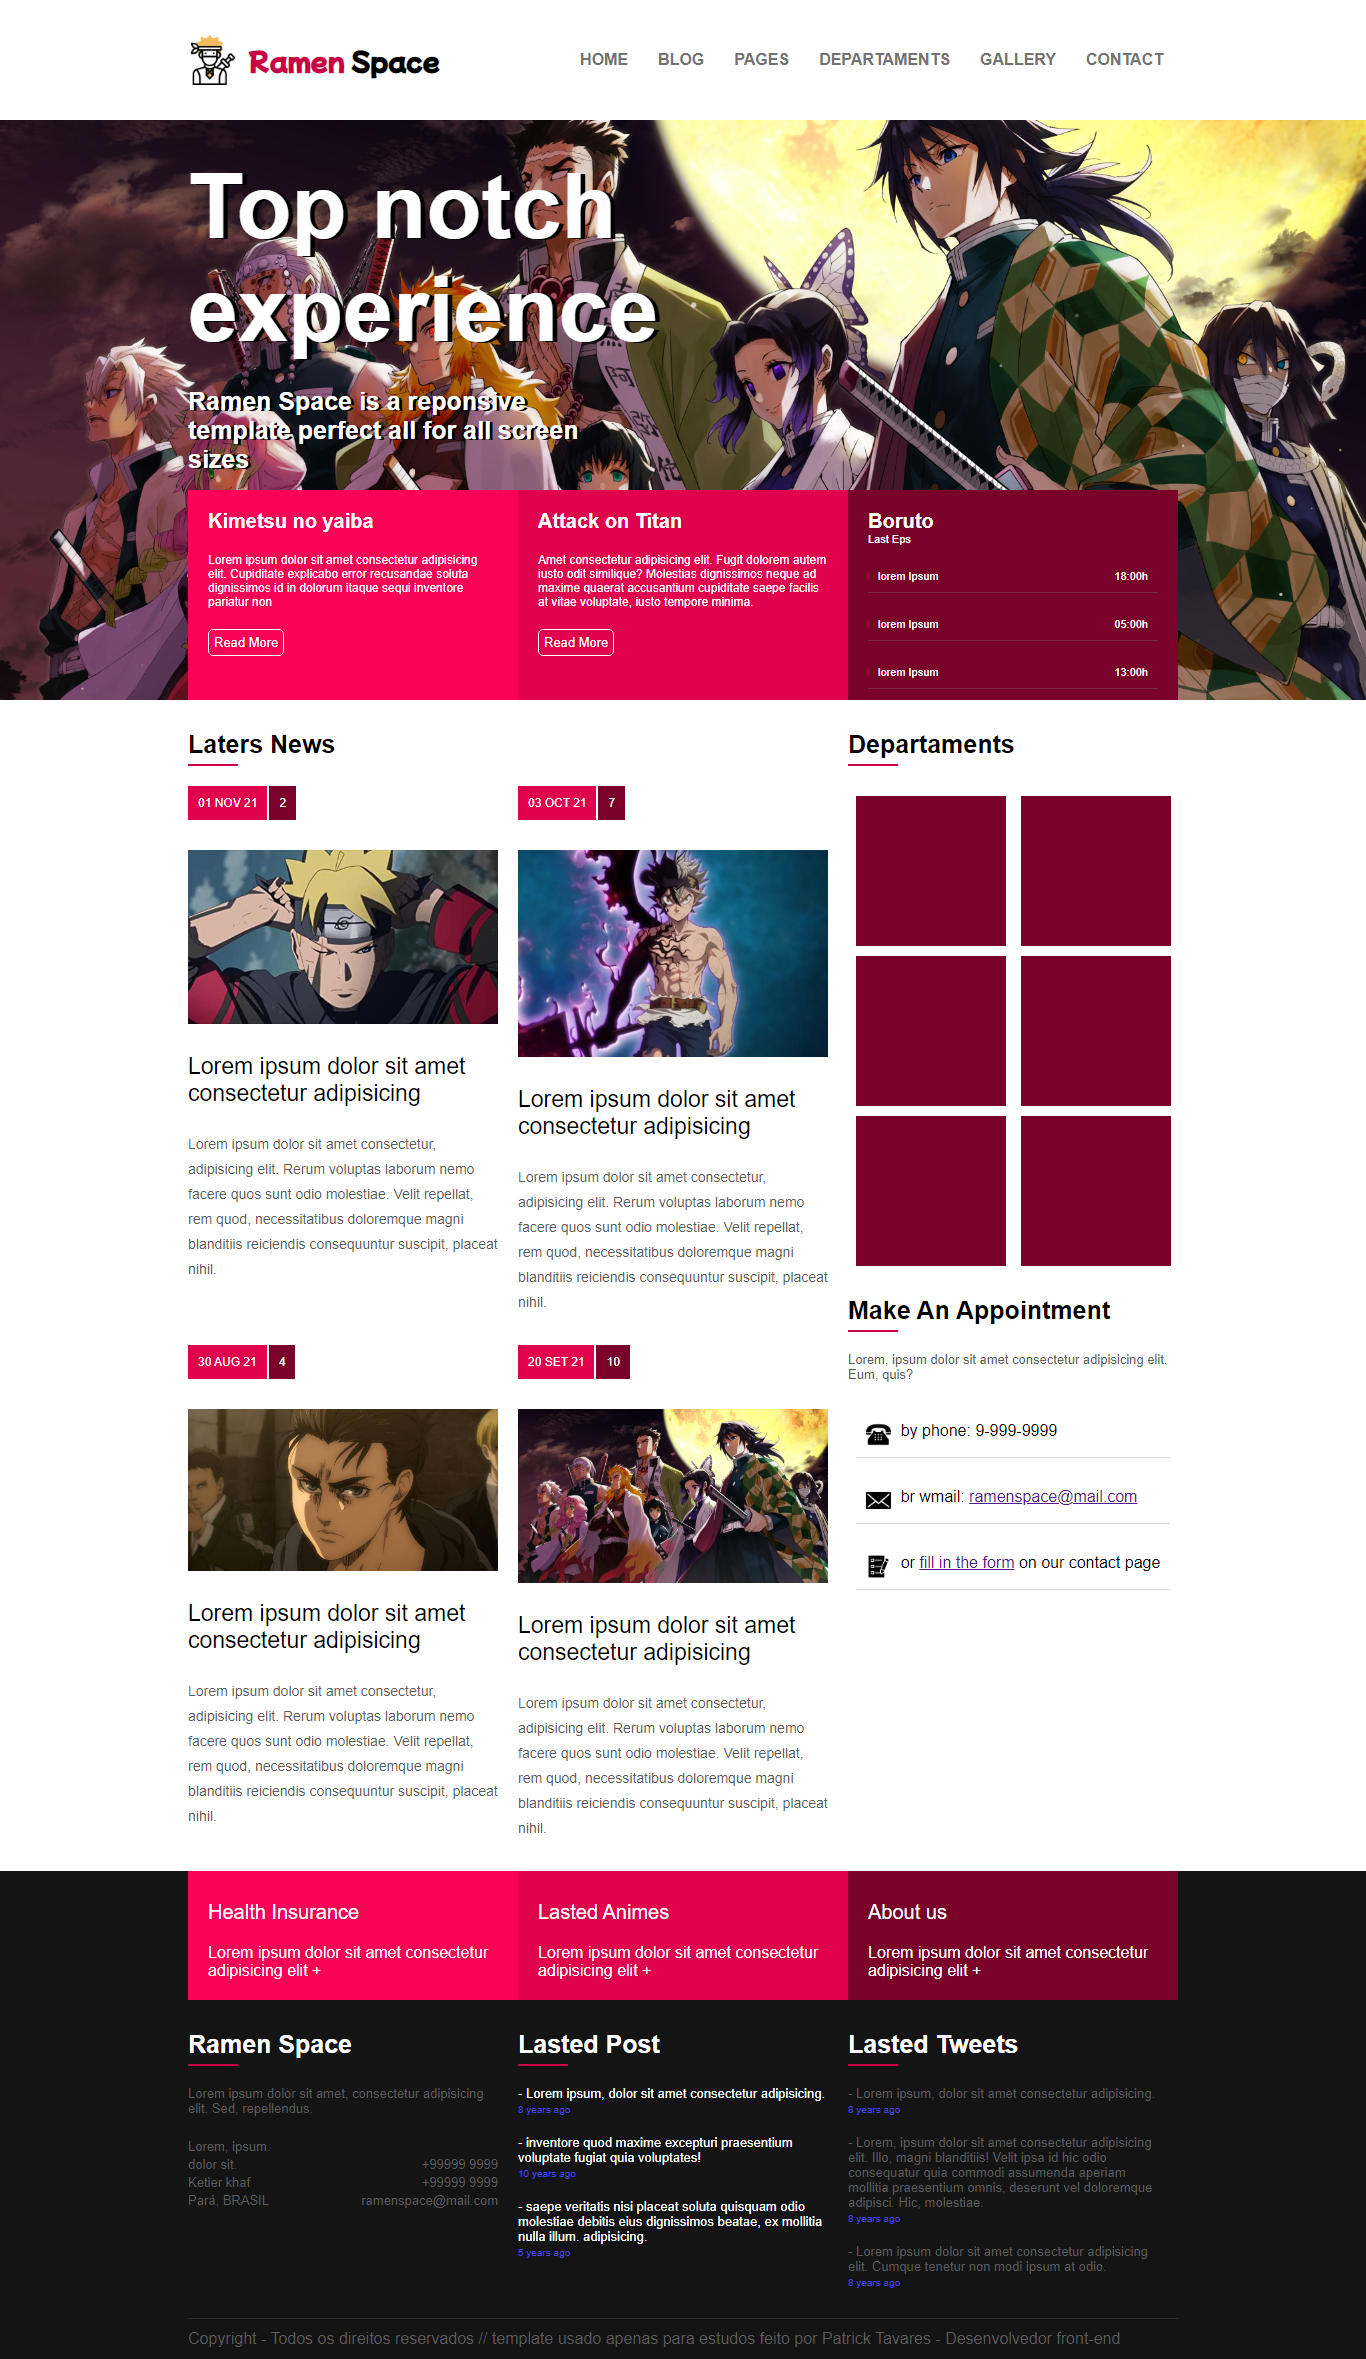 Ramen Space
HOME BLOG PAGES DEPARTAMENTS GALLERY CONTACT
Top notch
experience
Ramen Space is a reponsive
template perfect all for all screen
sizes
Kimetsu no yaiba
Lorem ipsum dolor sit amet consectetur adipisicing
elit. Cupiditate explicabo error recusandae soluta
dignissimos id in dolorum itaque sequi inventore
pariatur non
Read More
Attack on Titan
Amet consectetur adipisicing elit. Fugit dolorem autem
iusto odit similique? Molestias dignissimos neque ad
maxime quaerat accusantium cupiditate saepe facilis
at vitae voluptate, iusto tempore minima.
Read More
Boruto
Last Eps
lorem Ipsum 18:00h
lorem Ipsum 05:00h
lorem Ipsum 13:00h
Laters News
01 NOV 21 2
Lorem ipsum dolor sit amet
consectetur adipisicing
Lorem ipsum dolor sit amet consectetur,
adipisicing elit. Rerum voluptas laborum nemo
facere quos sunt odio molestiae. Velit repellat,
rem quod, necessitatibus doloremque magni
blanditiis reiciendis consequuntur suscipit, placeat
nihil.
03 OCT 21 7
Lorem ipsum dolor sit amet
consectetur adipisicing
Lorem ipsum dolor sit amet consectetur,
adipisicing elit. Rerum voluptas laborum nemo
facere quos sunt odio molestiae. Velit repellat,
rem quod, necessitatibus doloremque magni
blanditiis reiciendis consequuntur suscipit, placeat
nihil.
30 AUG 21 4
Lorem ipsum dolor sit amet
consectetur adipisicing
Lorem ipsum dolor sit amet consectetur,
adipisicing elit. Rerum voluptas laborum nemo
facere quos sunt odio molestiae. Velit repellat,
rem quod, necessitatibus doloremque magni
blanditiis reiciendis consequuntur suscipit, placeat
nihil.
20 SET 21 10
Lorem ipsum dolor sit amet
consectetur adipisicing
Lorem ipsum dolor sit amet consectetur,
adipisicing elit. Rerum voluptas laborum nemo
facere quos sunt odio molestiae. Velit repellat,
rem quod, necessitatibus doloremque magni
blanditiis reiciendis consequuntur suscipit, placeat
nihil.
Departaments
Make An Appointment
Lorem, ipsum dolor sit amet consectetur adipisicing elit.
Eum, quis?
by phone: 9-999-9999
br wmail: ramenspace@mail.com
or fill in the form on our contact page
Health Insurance
Lorem ipsum dolor sit amet consectetur
adipisicing elit +
Lasted Animes
Lorem ipsum dolor sit amet consectetur
adipisicing elit +
About us
Lorem ipsum dolor sit amet consectetur
adipisicing elit +
Ramen Space
Lorem ipsum dolor sit amet, consectetur adipisicing
elit. Sed, repellendus.
Lorem, ipsum.
dolor sit. +99999 9999
Ketier khaf +99999 9999
Pará, BRASIL ramenspace@mail.com
Lasted Post
- Lorem ipsum, dolor sit amet consectetur adipisicing.
8 years ago
- inventore quod maxime excepturi praesentium
voluptate fugiat quia voluptates!
10 years ago
- saepe veritatis nisi placeat soluta quisquam odio
molestiae debitis eius dignissimos beatae, ex mollitia
nulla illum. adipisicing.
5 years ago
Lasted Tweets
- Lorem ipsum, dolor sit amet consectetur adipisicing.
8 years ago
- Lorem, ipsum dolor sit amet consectetur adipisicing
elit. Illo, magni blanditiis! Velit ipsa id hic odio
consequatur quia commodi assumenda aperiam
mollitia praesentium omnis, deserunt vel doloremque
adipisci. Hic, molestiae.
8 years ago
- Lorem ipsum dolor sit amet consectetur adipisicing
elit. Cumque tenetur non modi ipsum at odio.
8 years ago
Copyright - Todos os direitos reservados // template usado apenas para estudos feito por Patrick Tavares - Desenvolvedor front-end